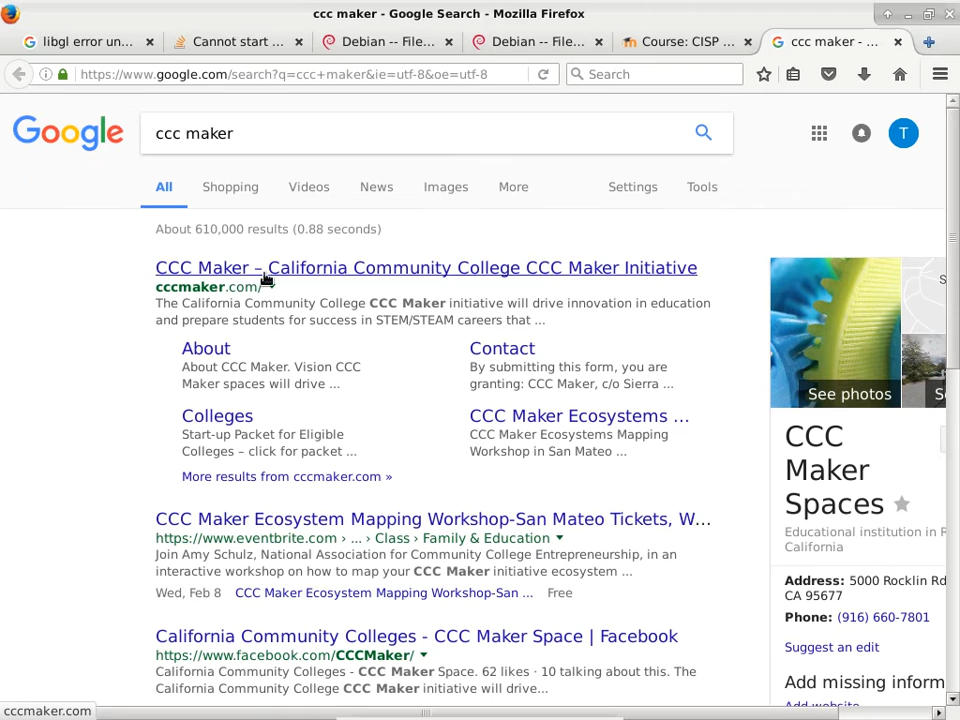 ccc maker - Google Search - Mozilla Firefox
libgl error un...
Cannot start ...
Debian -- File...
Debian -- File...
Course: CISP ...
ccc maker - ...
https://www.google.com/search?q=ccc+maker&ie=utf-8&oe=utf-8
Search
Google
ccc maker
T
All
Shopping
Videos
News
Images
More
Settings
Tools
About 610,000 results (0.88 seconds)
CCC Maker – California Community College CCC Maker Initiative
cccmaker.com/
The California Community College CCC Maker initiative will drive innovation in education
and prepare students for success in STEM/STEAM careers that ...
About
About CCC Maker. Vision CCC
Maker spaces will drive ...
Contact
By submitting this form, you are
granting: CCC Maker, c/o Sierra ...
Colleges
Start-up Packet for Eligible
Colleges – click for packet ...
CCC Maker Ecosystems ...
CCC Maker Ecosystems Mapping
Workshop in San Mateo ...
More results from cccmaker.com »
CCC Maker Ecosystem Mapping Workshop-San Mateo Tickets, W...
https://www.eventbrite.com › ... › Class › Family & Education
Join Amy Schulz, National Association for Community College Entrepreneurship, in an
interactive workshop on how to map your CCC Maker initiative ecosystem ...
Wed, Feb 8 CCC Maker Ecosystem Mapping Workshop-San ... Free
California Community Colleges - CCC Maker Space | Facebook
https://www.facebook.com/CCCMaker/
California Community Colleges - CCC Maker Space. 62 likes · 10 talking about this. The
California Community College CCC Maker initiative will drive...
See photos
CCC
Maker
Spaces
Educational institution in R
California
Address: 5000 Rocklin Rd
CA 95677
Phone: (916) 660-7801
Suggest an edit
Add missing inform
Add website
cccmaker.com